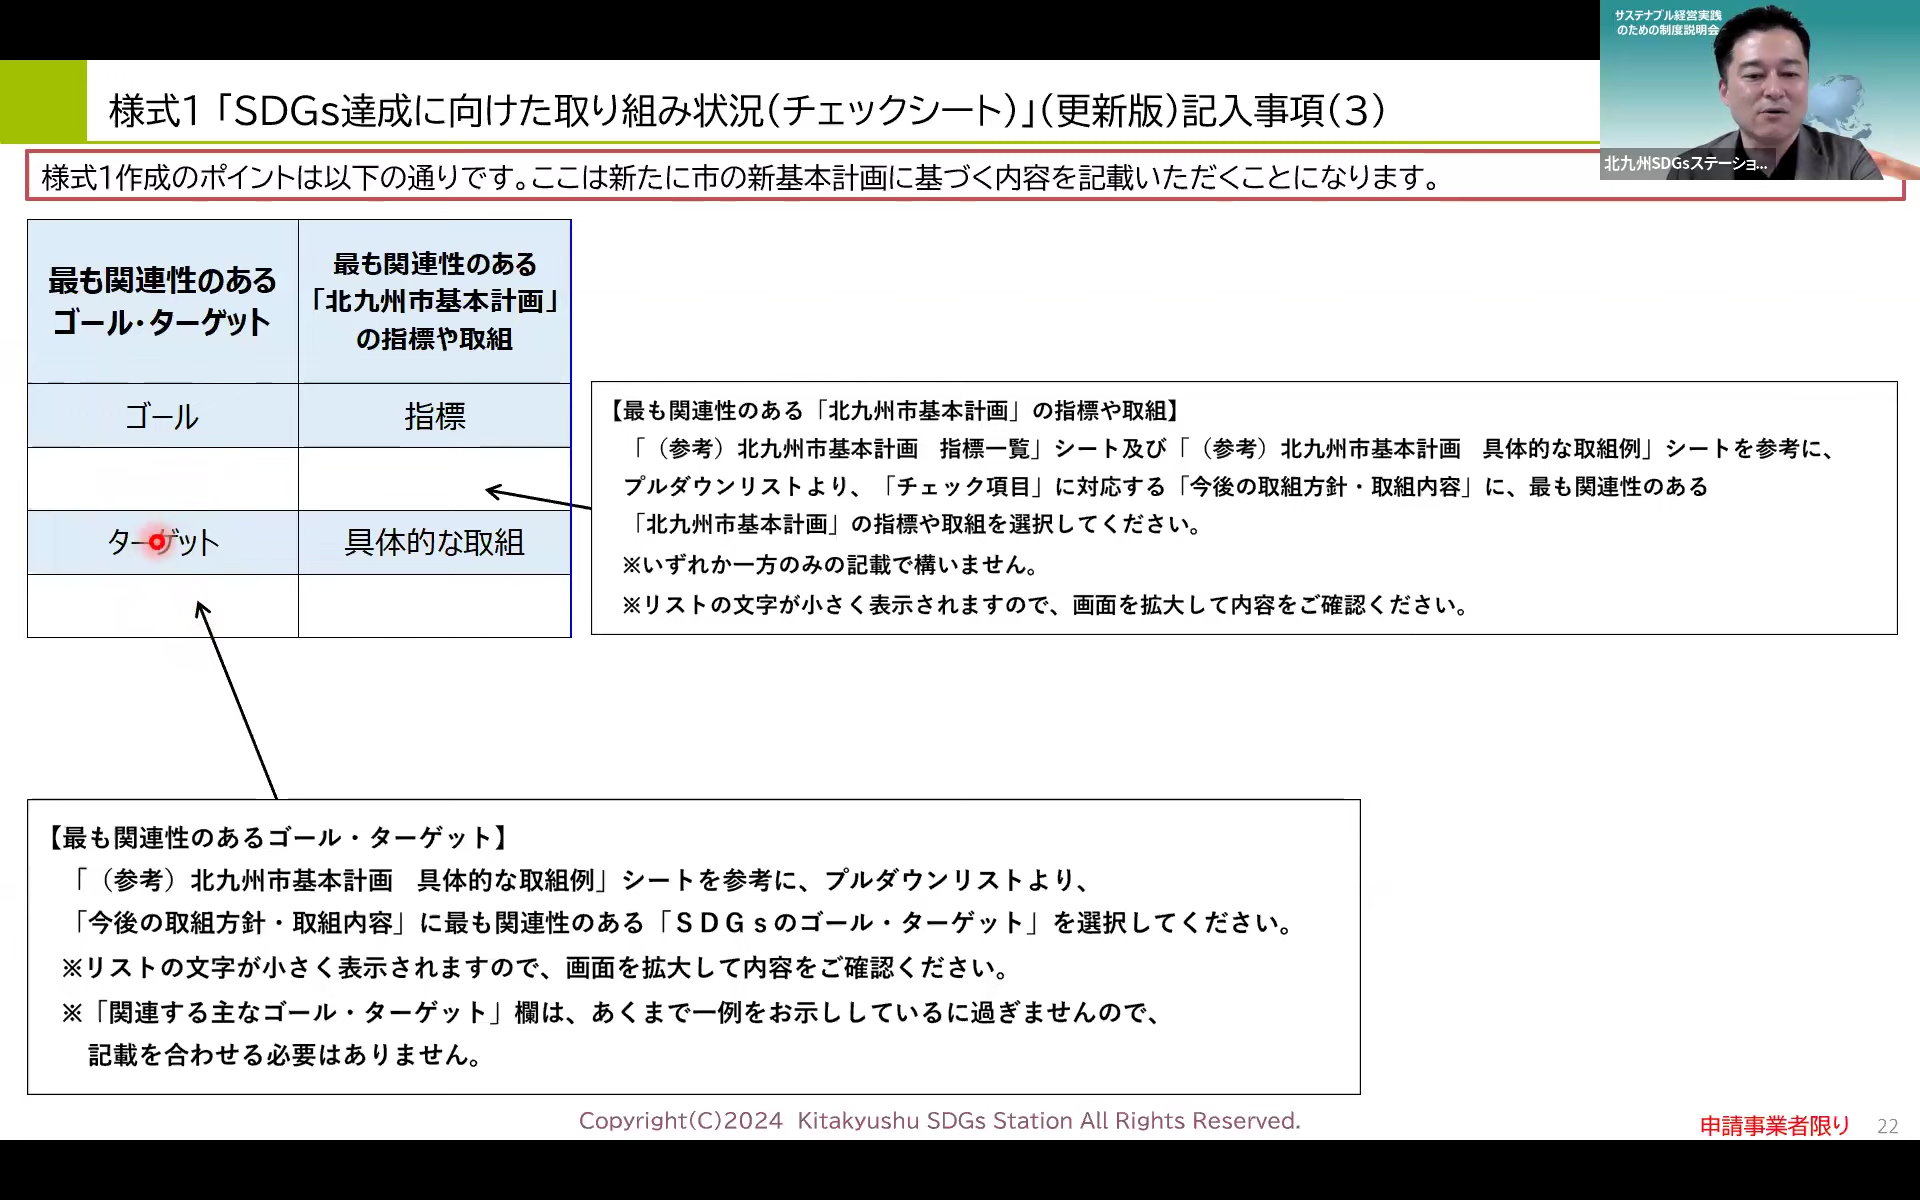 サステナブル経営実践
のための制度説明会
北九州SDGsステーショ...
様式1「SDGs達成に向けた取り組み状況(チェックシート)」(更新版)記入事項(3)
様式1作成のポイントは以下の通りです。ここは新たに市の新基本計画に基づく内容を記載いただくことになります。
最も関連性のある
ゴール・ターゲット
最も関連性のある
「北九州市基本計画」
の指標や取組
ゴール
指標
ターゲット
具体的な取組
【最も関連性のある「北九州市基本計画」の指標や取組】
「(参考)北九州市基本計画　指標一覧」シート及び「(参考)北九州市基本計画　具体的な取組例」シートを参考に、
プルダウンリストより、「チェック項目」に対応する「今後の取組方針・取組内容」に、最も関連性のある
「北九州市基本計画」の指標や取組を選択してください。
※いずれか一方のみの記載で構いません。
※リストの文字が小さく表示されますので、画面を拡大して内容をご確認ください。
【最も関連性のあるゴール・ターゲット】
「(参考)北九州市基本計画　具体的な取組例」シートを参考に、プルダウンリストより、
「今後の取組方針・取組内容」に最も関連性のある「ＳＤＧｓのゴール・ターゲット」を選択してください。
※リストの文字が小さく表示されますので、画面を拡大して内容をご確認ください。
※「関連する主なゴール・ターゲット」欄は、あくまで一例をお示ししているに過ぎませんので、
記載を合わせる必要はありません。
Copyright(C)2024 Kitakyushu SDGs Station All Rights Reserved.
申請事業者限り
22